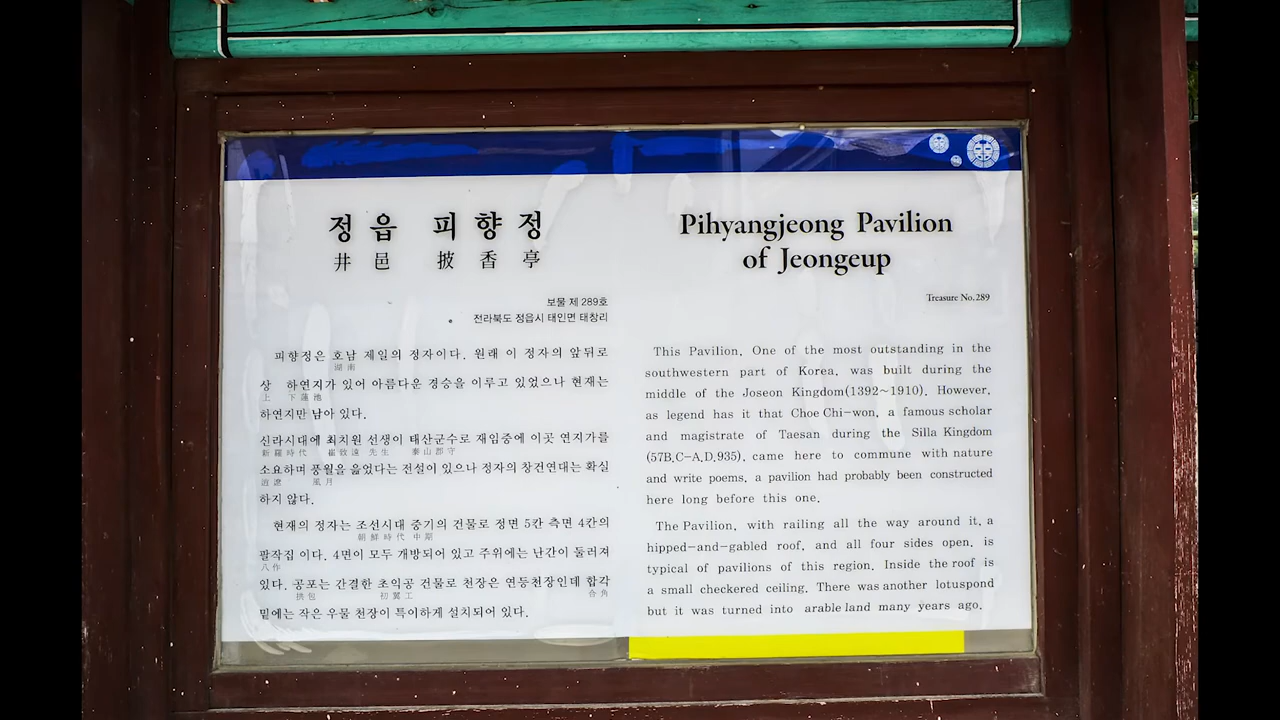 정읍 피향정
井邑 披香亭
보물 제 289호
전라북도 정읍시 태인면 태창리
피향정은 호남 제일의 정자이다. 원래 이 정자의 앞뒤로
湖南
상 하연지가 있어 아름다운 경승을 이루고 있었으나 현재는
上 下蓮池
하연지만 남아 있다.
신라시대에 최치원 선생이 태산군수로 재임중에 이곳 연지가를
新羅時代 崔致遠 先生 泰山郡守
소요하며 풍월을 읊었다는 전설이 있으나 정자의 창건연대는 확실
逍遼 風月
하지 않다.
현재의 정자는 조선시대 중기의 건물로 정면 5칸 측면 4칸의
朝鮮時代 中期
팔작집 이다. 4면이 모두 개방되어 있고 주위에는 난간이 둘러져
八作
있다. 공포는 간결한 초익공 건물로 천장은 연등천장인데 합각
拱包 初翼工 合角
밑에는 작은 우물 천장이 특이하게 설치되어 있다.
Pihyangjeong Pavilion
of Jeongeup
Treasure No.289
This Pavilion, One of the most outstanding in the
southwestern part of Korea, was built during the
middle of the Joseon Kingdom(1392~1910). However,
as legend has it that Choe Chi-won, a famous scholar
and magistrate of Taesan during the Silla Kingdom
(57B.C-A.D.935), came here to commune with nature
and write poems, a pavilion had probably been constructed
here long before this one.
The Pavilion, with railing all the way around it, a
hipped-and-gabled roof, and all four sides open, is
typical of pavilions of this region. Inside the roof is
a small checkered ceiling. There was another lotuspond
but it was turned into arable land many years ago.